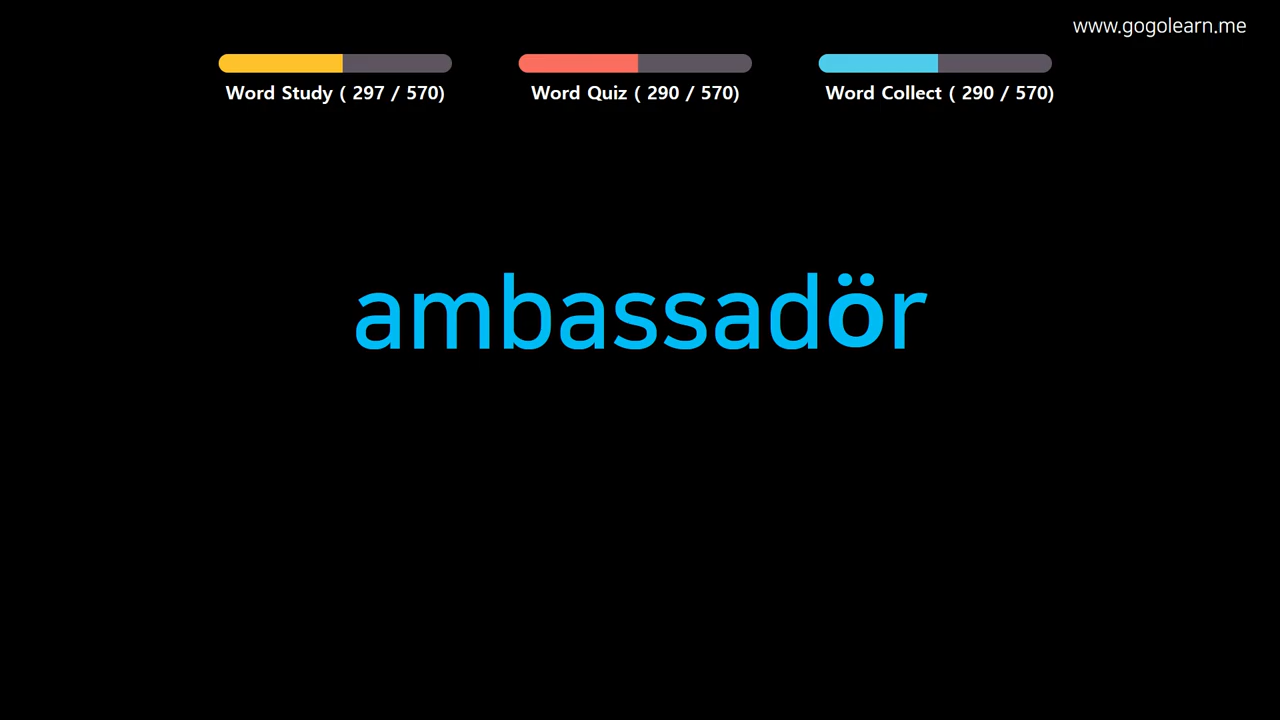 www.gogolearn.me
Word Study ( 297 / 570)
Word Quiz ( 290 / 570)
Word Collect ( 290 / 570)
ambassadör